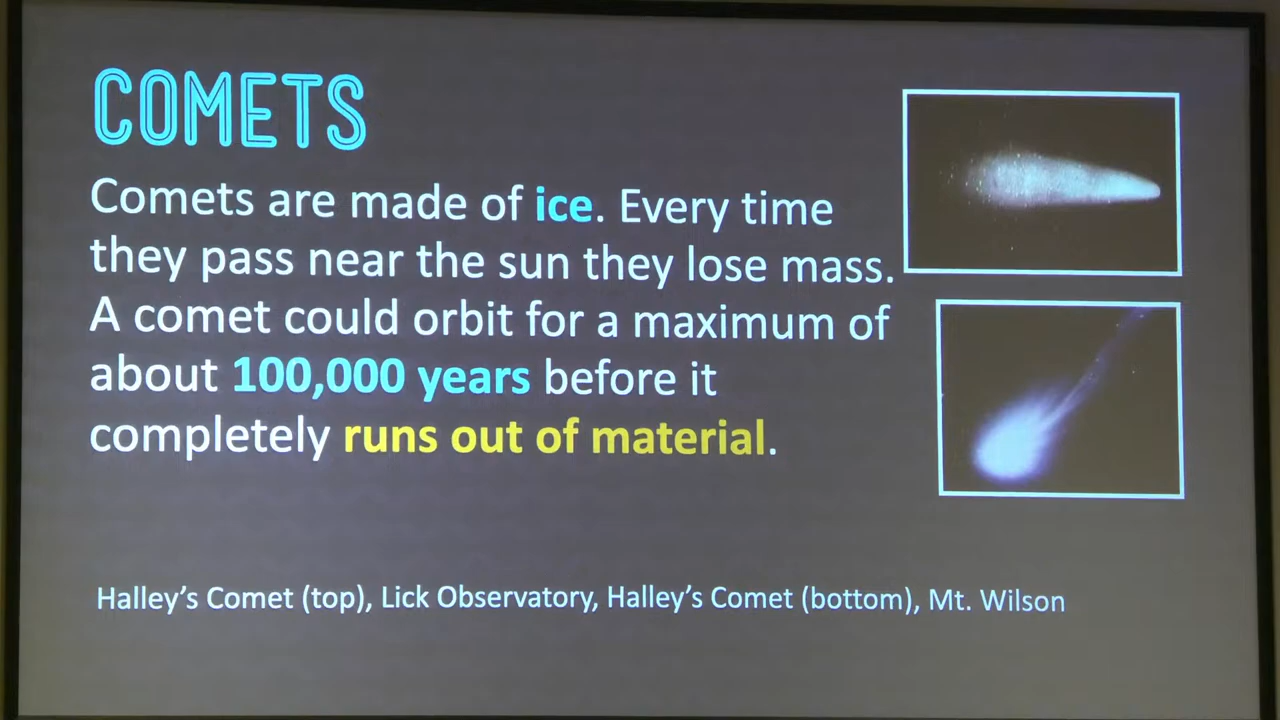 COMETS
Comets are made of ice. Every time
they pass near the sun they lose mass.
A comet could orbit for a maximum of
about 100,000 years before it
completely runs out of material.
Halley’s Comet (top), Lick Observatory, Halley’s Comet (bottom), Mt. Wilson